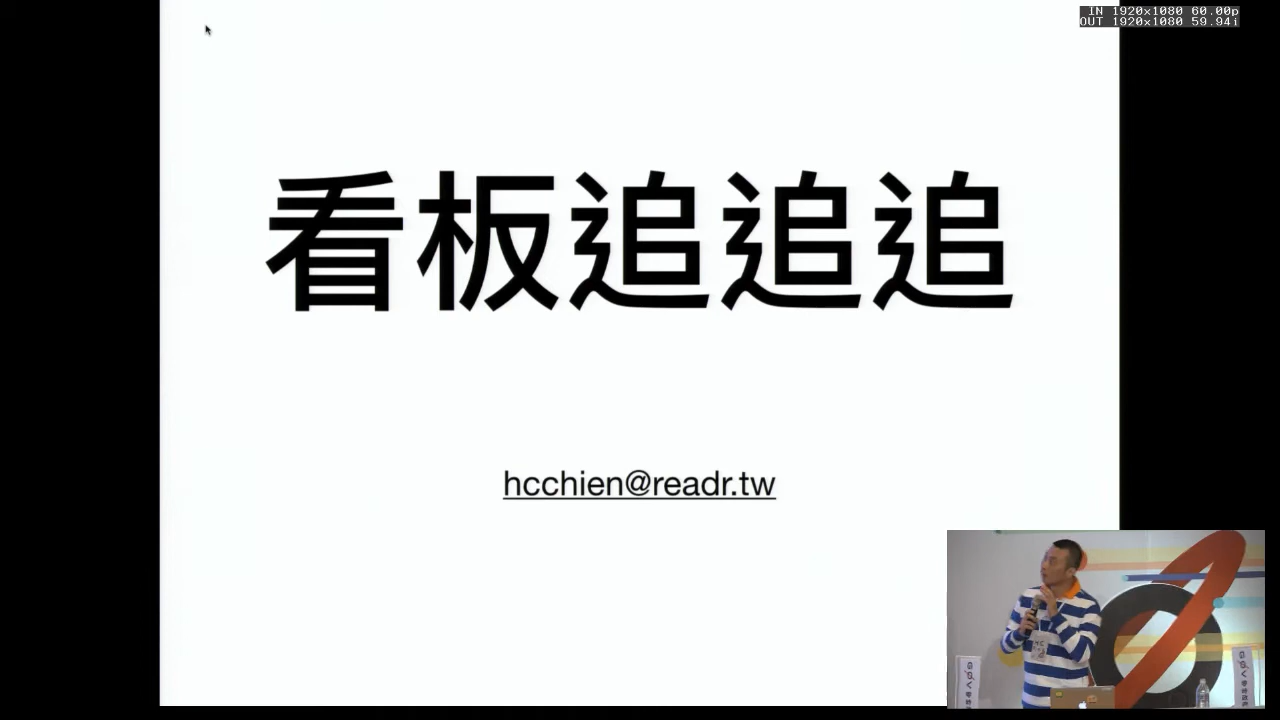 IN 1920x1080 60.00p
OUT 1920x1080 59.94i
看板追追追
hcchien@readr.tw